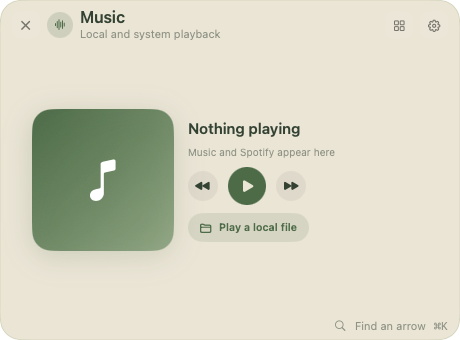 Music
Local and system playback
Nothing playing
Music and Spotify appear here
Play a local file
Find an arrow ⌘K